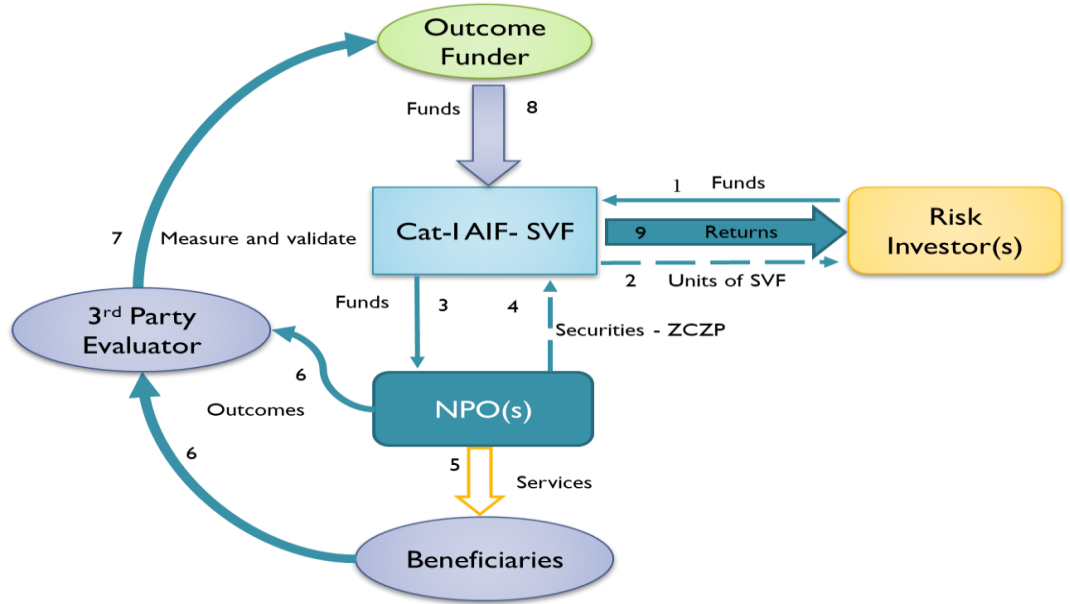 Outcome
Funder
Funds
8
1 Funds
Cat-I AIF- SVF
9 Returns
Risk
Investor(s)
7 Measure and validate
2 Units of SVF
Funds 3
4
Securities - ZCZP
3rd Party
Evaluator
6
Outcomes
NPO(s)
6
5
Services
Beneficiaries